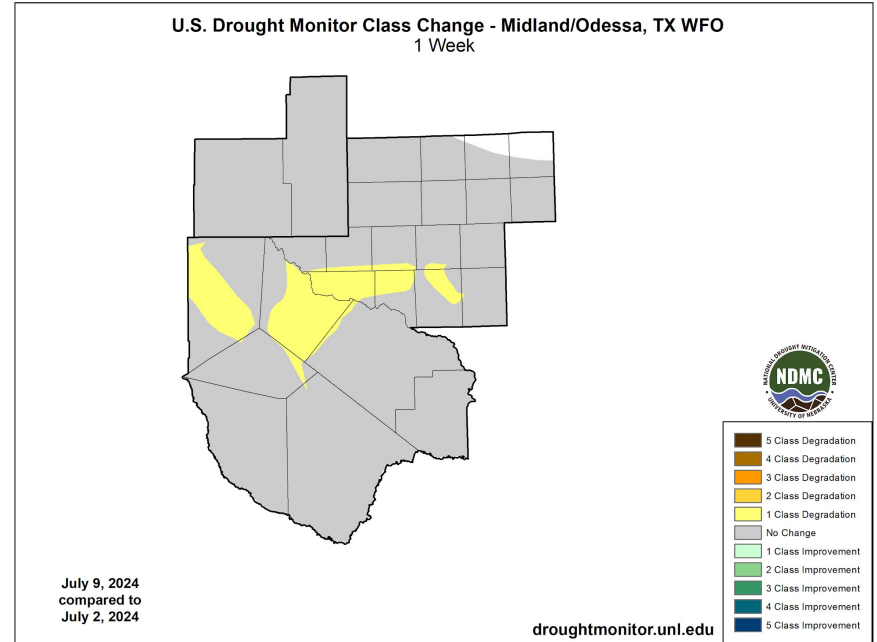 U.S. Drought Monitor Class Change - Midland/Odessa, TX WFO
1 Week
NATIONAL DROUGHT MITIGATION CENTER
NDMC
UNIVERSITY OF NEBRASKA
5 Class Degradation
4 Class Degradation
3 Class Degradation
2 Class Degradation
1 Class Degradation
No Change
1 Class Improvement
2 Class Improvement
3 Class Improvement
4 Class Improvement
5 Class Improvement
July 9, 2024
compared to
July 2, 2024
droughtmonitor.unl.edu